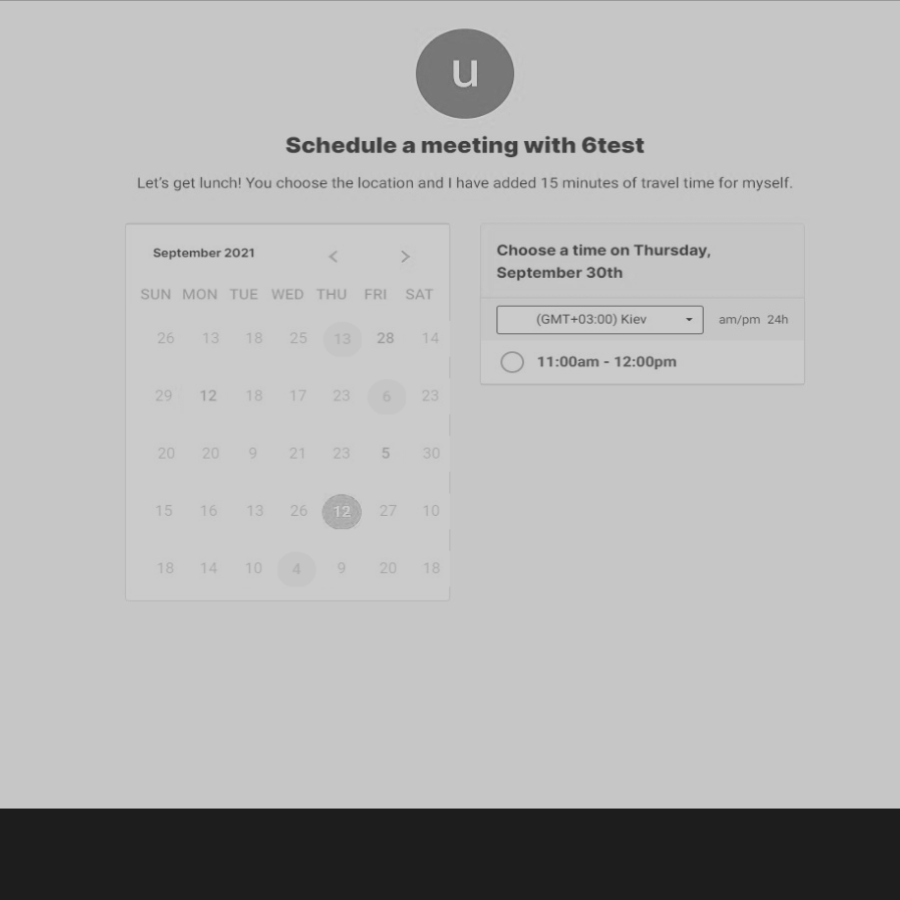 u
Schedule a meeting with 6test
Let's get lunch! You choose the location and I have added 15 minutes of travel time for myself.
September 2021 < >
SUN MON TUE WED THU FRI SAT
26 13 18 25 13 28 14
29 12 18 17 23 6 23
20 20 9 21 23 5 30
15 16 13 26 12 27 10
18 14 10 4 9 20 18
Choose a time on Thursday,
September 30th
(GMT+03:00) Kiev am/pm 24h
11:00am - 12:00pm